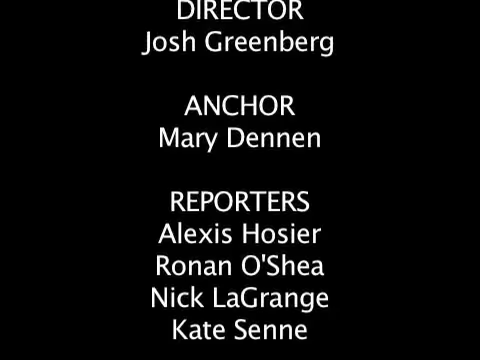 DIRECTOR
Josh Greenberg
ANCHOR
Mary Dennen
REPORTERS
Alexis Hosier
Ronan O'Shea
Nick LaGrange
Kate Senne